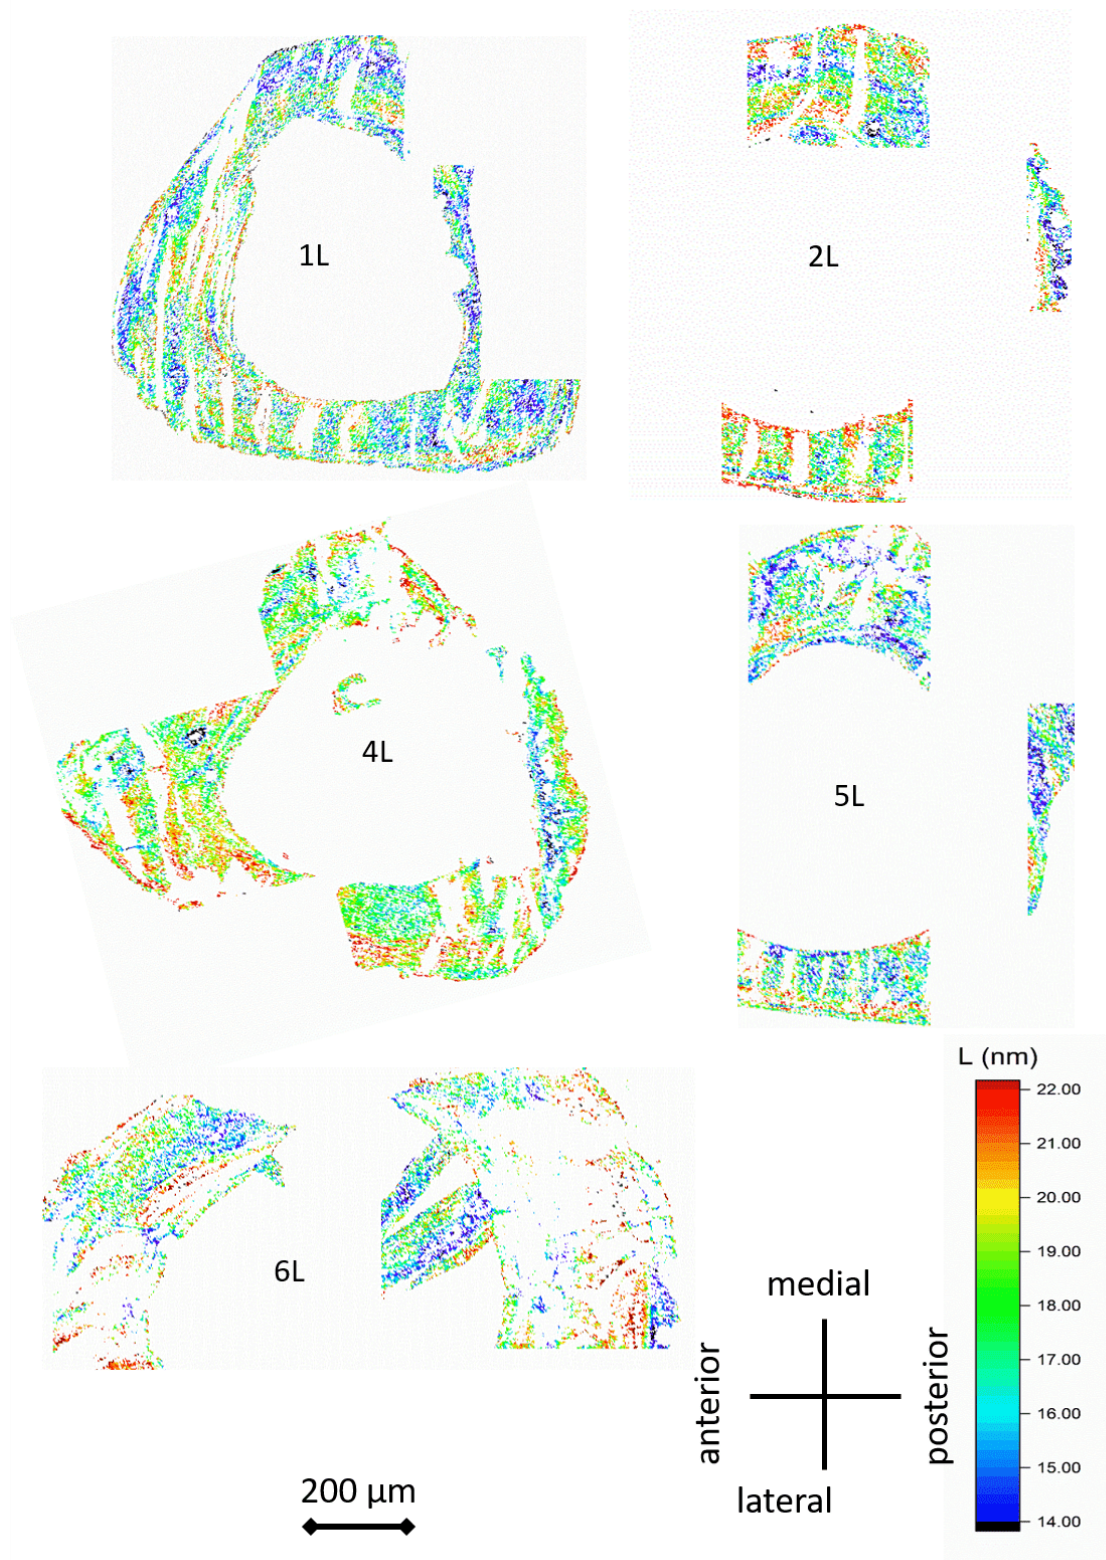 1L
2L
4L
5L
6L
L (nm)
22.00
21.00
20.00
19.00
18.00
17.00
16.00
15.00
14.00
medial
anterior
posterior
lateral
200 μm